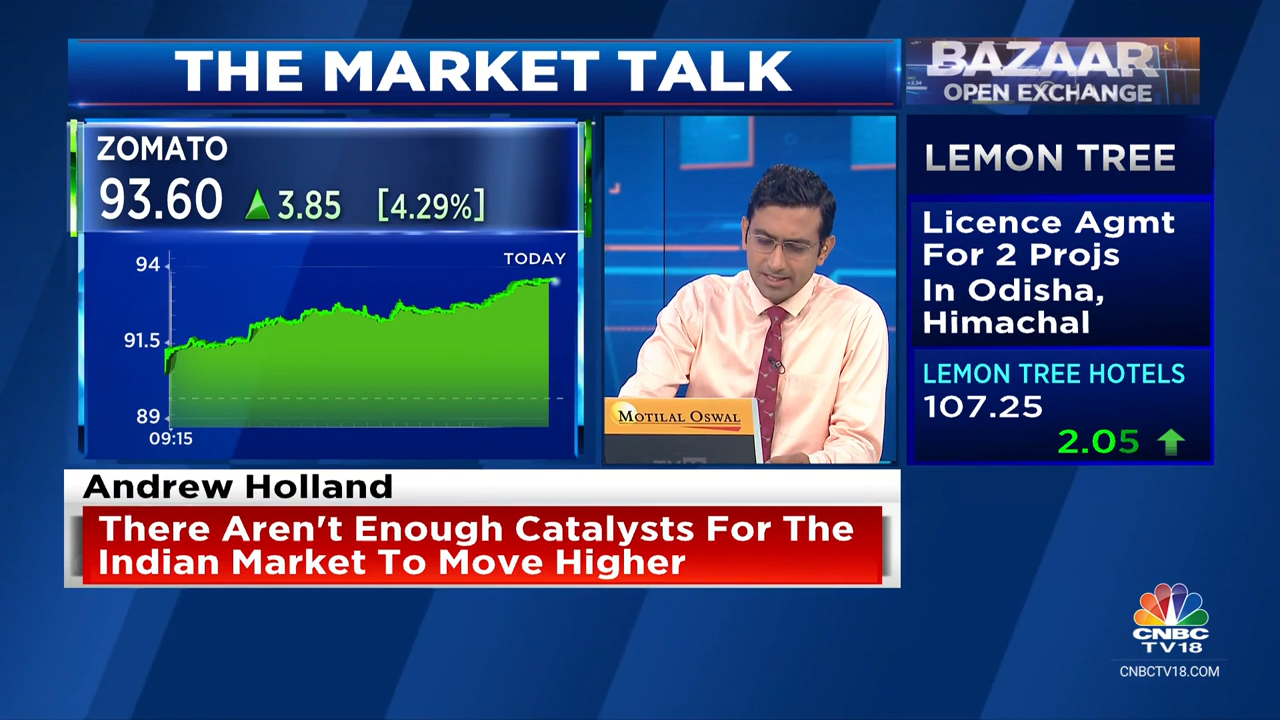 THE MARKET TALK
BAZAAR
OPEN EXCHANGE
ZOMATO
93.60 ▲ 3.85 [4.29%]
TODAY
94
91.5
89
09:15
MOTILAL OSWAL
LEMON TREE
Licence Agmt
For 2 Projs
In Odisha,
Himachal
LEMON TREE HOTELS
107.25
2.05
Andrew Holland
There Aren't Enough Catalysts For The
Indian Market To Move Higher
CNBC
TV18
CNBCTV18.COM